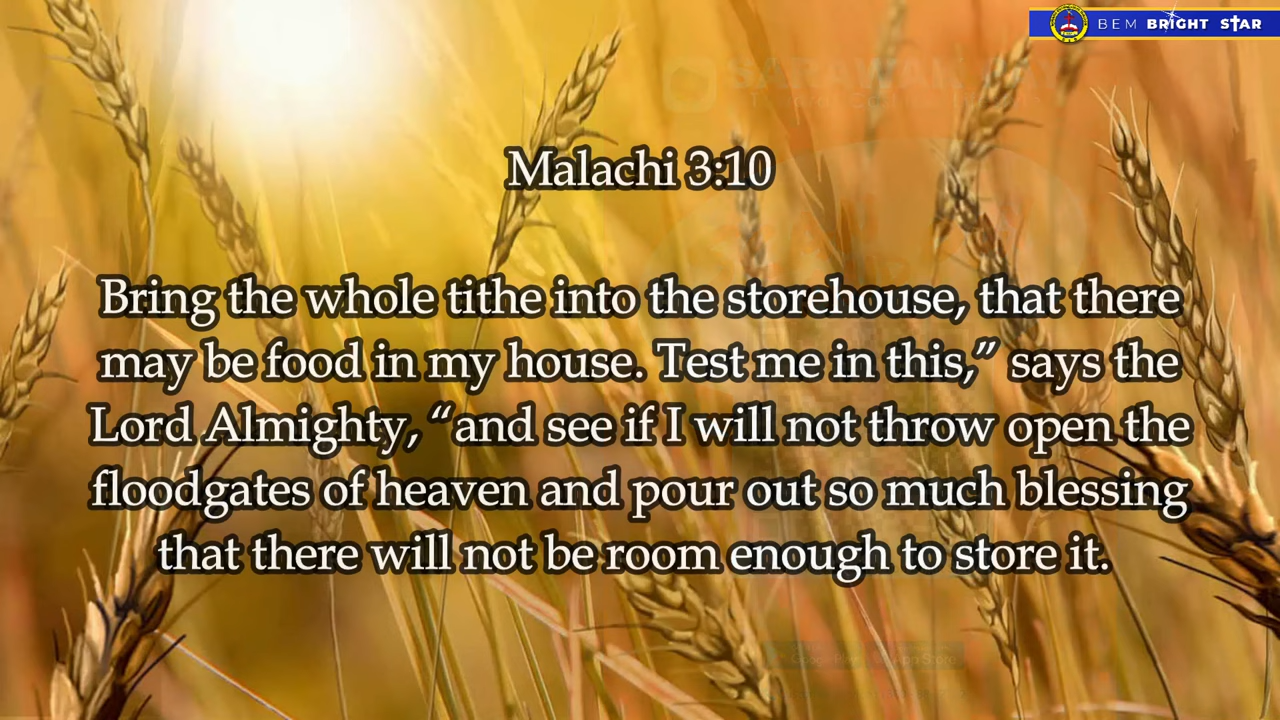 BEM BRIGHT STAR
SARAWAK PAY
Malachi 3:10
Bring the whole tithe into the storehouse, that there
may be food in my house. Test me in this,” says the
Lord Almighty, “and see if I will not throw open the
floodgates of heaven and pour out so much blessing
that there will not be room enough to store it.